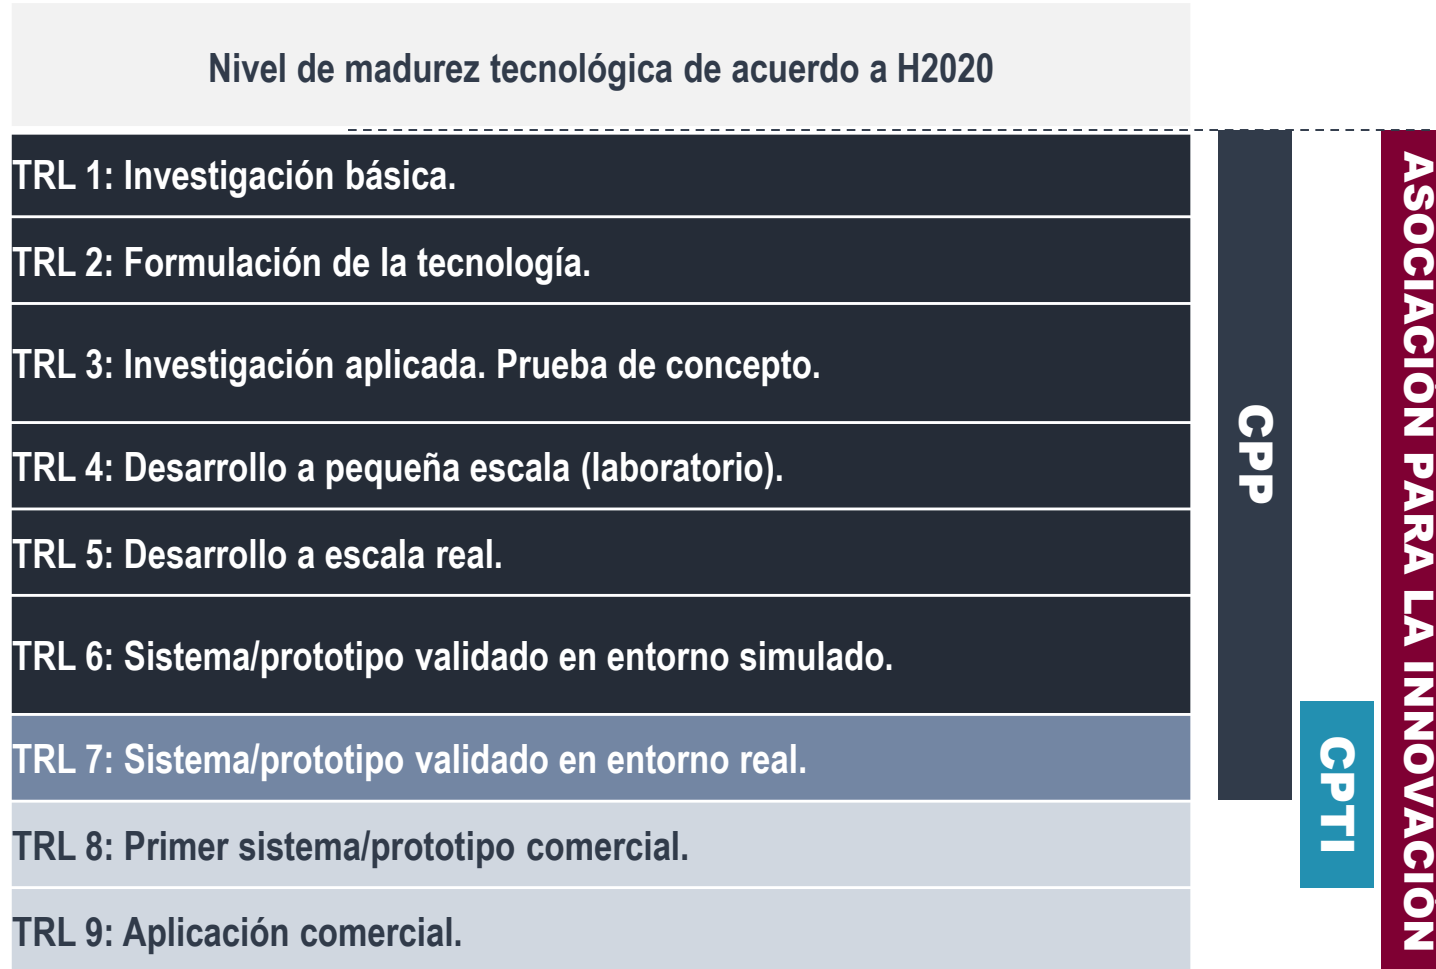 Nivel de madurez tecnológica de acuerdo a H2020
TRL 1: Investigación básica.
TRL 2: Formulación de la tecnología.
TRL 3: Investigación aplicada. Prueba de concepto.
TRL 4: Desarrollo a pequeña escala (laboratorio).
TRL 5: Desarrollo a escala real.
TRL 6: Sistema/prototipo validado en entorno simulado.
TRL 7: Sistema/prototipo validado en entorno real.
TRL 8: Primer sistema/prototipo comercial.
TRL 9: Aplicación comercial.
CPP
CPTI
ASOCIACIÓN PARA LA INNOVACIÓN